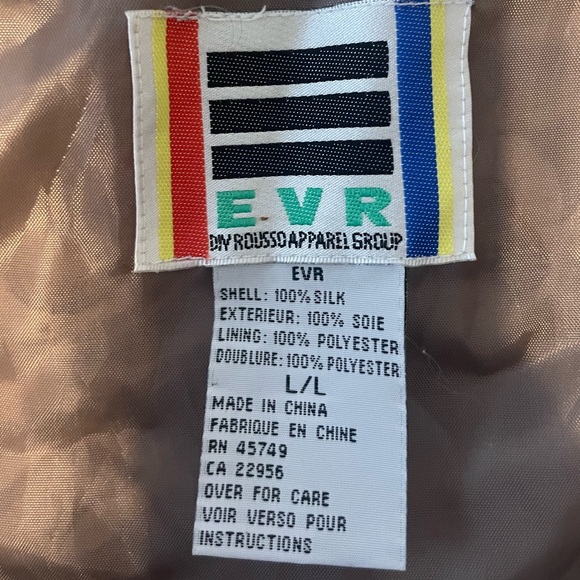 EVR
DIV ROUSSO APPAREL GROUP
EVR
SHELL: 100% SILK
EXTERIEUR: 100% SOIE
LINING: 100% POLYESTER
DOUBLURE: 100% POLYESTER
L/L
MADE IN CHINA
FABRIQUE EN CHINE
RN 45749
CA 22956
OVER FOR CARE
VOIR VERSO POUR
INSTRUCTIONS